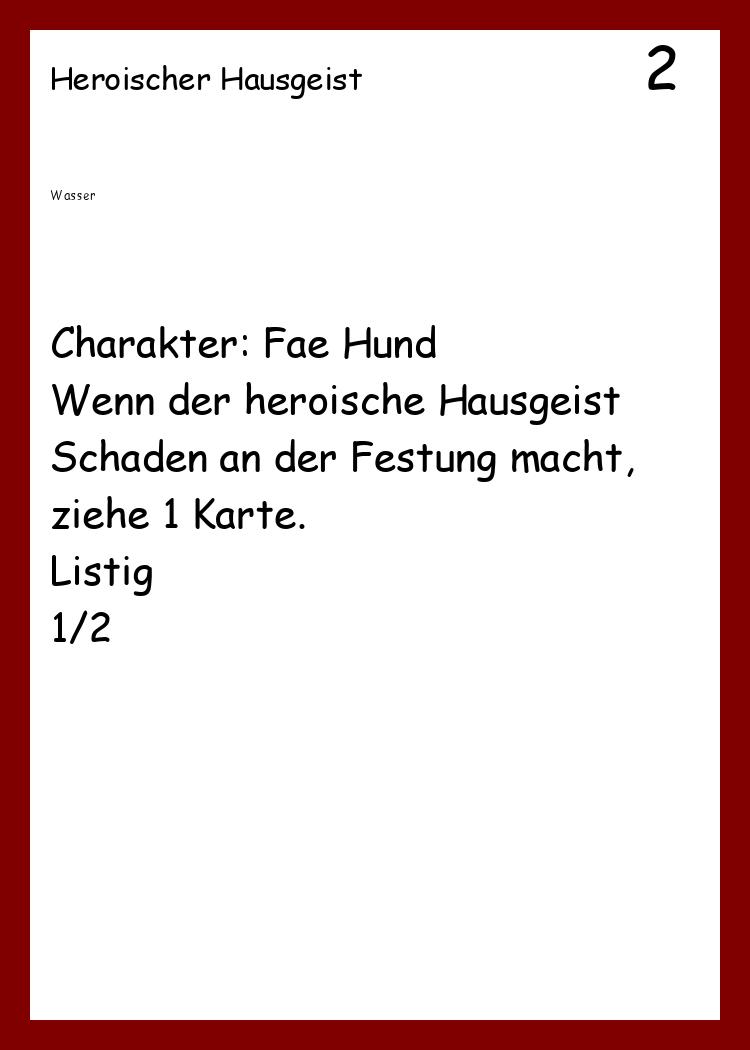 Heroischer Hausgeist
2
Wasser
Charakter: Fae Hund
Wenn der heroische Hausgeist
Schaden an der Festung macht,
ziehe 1 Karte.
Listig
1/2